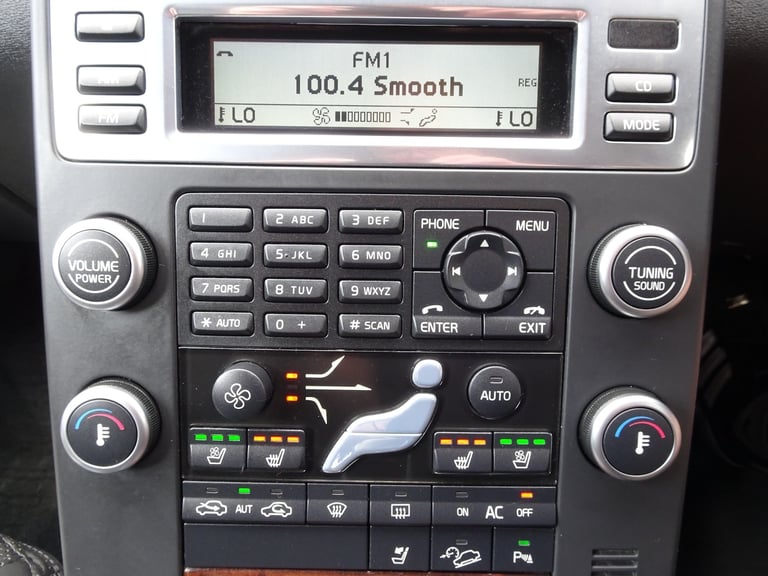 FM1
100.4 Smooth
REG
LO
LO
AM
FM
CD
MODE
1
2 ABC
3 DEF
PHONE
MENU
4 GHI
5 JKL
6 MNO
VOLUME
POWER
TUNING
SOUND
7 PQRS
8 TUV
9 WXYZ
* AUTO
0 +
# SCAN
ENTER
EXIT
AUTO
AUT
ON AC OFF
P